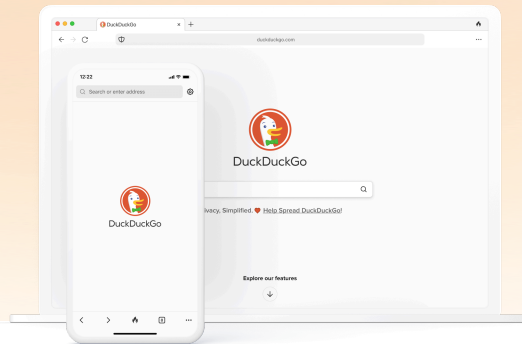 DuckDuckGo
duckduckgo.com
12:22
Search or enter address
DuckDuckGo
DuckDuckGo
ivacy, Simplified. Help Spread DuckDuckGo!
Explore our features